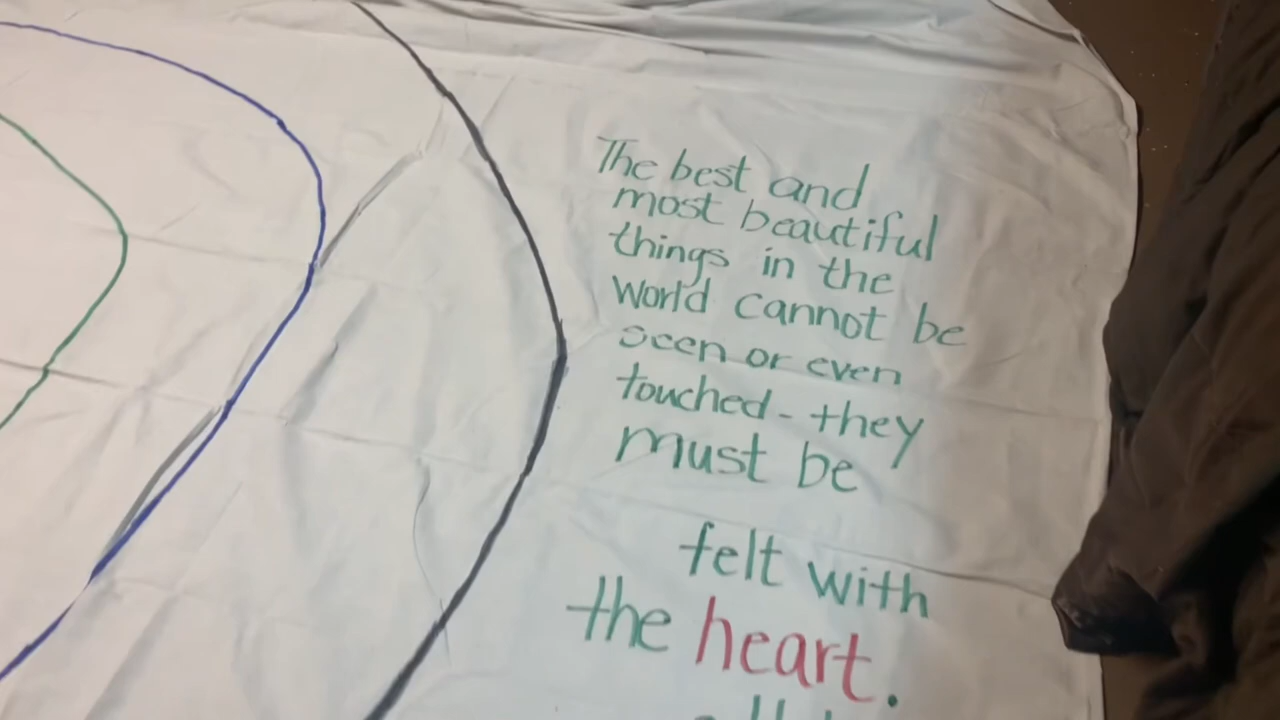 The best and
most beautiful
things in the
world cannot be
seen or even
touched - they
must be
felt with
the heart.